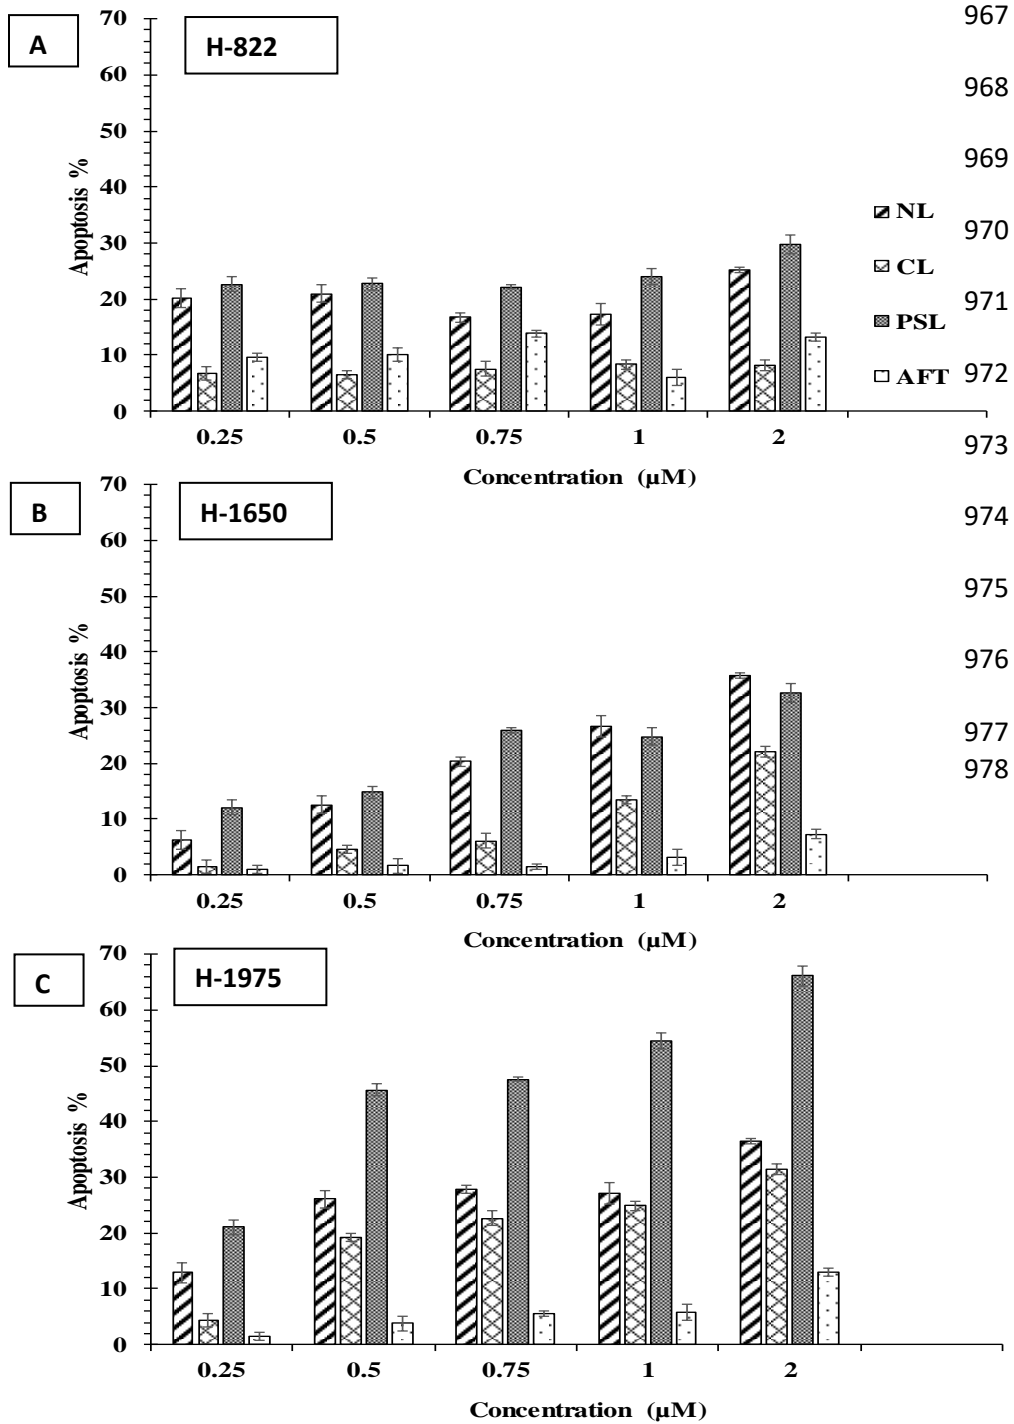 A
H-822
70
60
50
40
30
20
10
0
Apoptosis %
0.25 0.5 0.75 1 2
Concentration (µM)
NL
CL
PSL
AFT
B
H-1650
70
60
50
40
30
20
10
0
Apoptosis %
0.25 0.5 0.75 1 2
Concentration (µM)
C
H-1975
70
60
50
40
30
20
10
0
Apoptosis %
0.25 0.5 0.75 1 2
Concentration (µM)
967
968
969
970
971
972
973
974
975
976
977
978